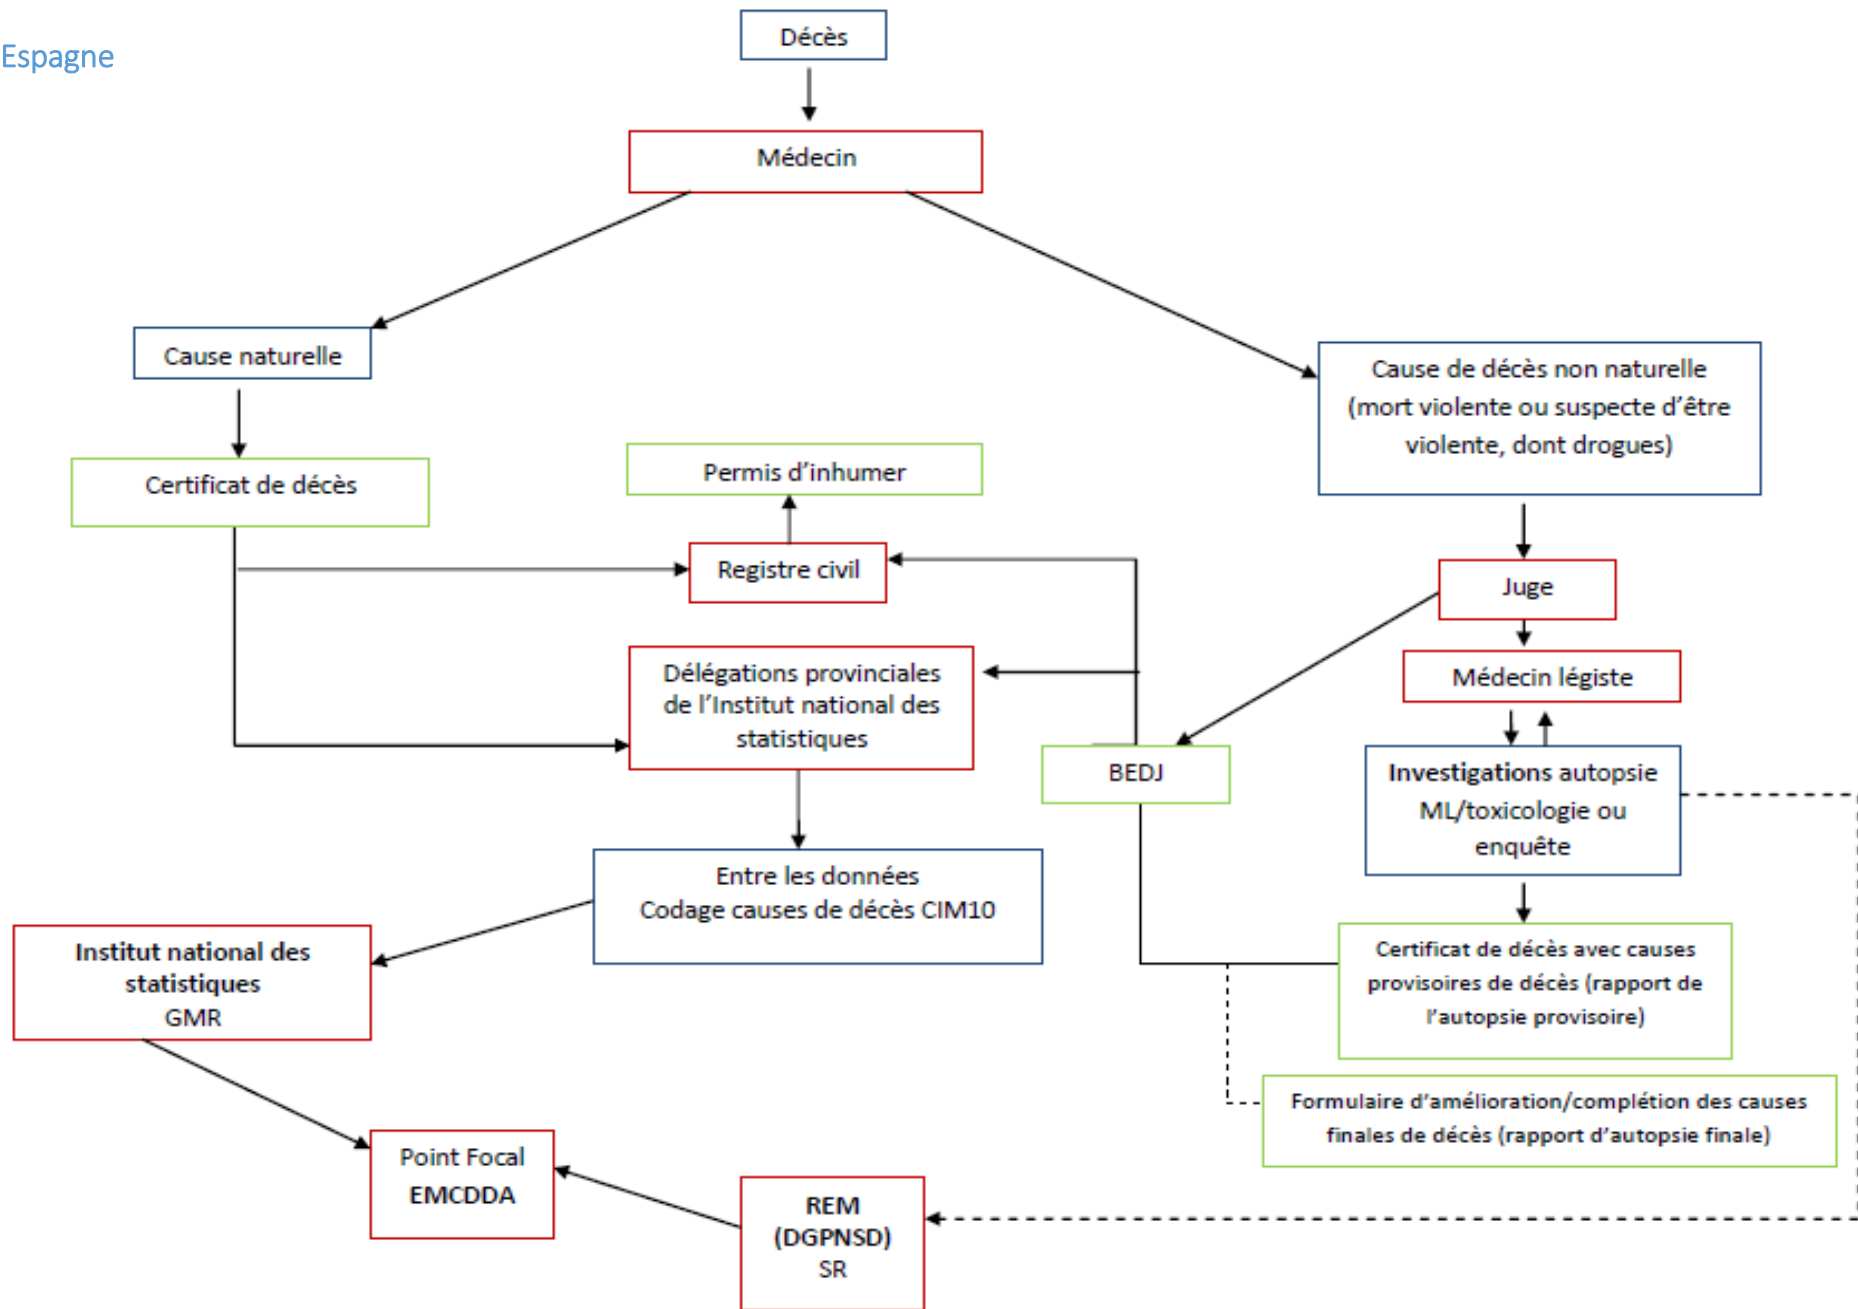 Espagne
Décès
Médecin
Cause naturelle
Cause de décès non naturelle
(mort violente ou suspecte d'être
violente, dont drogues)
Certificat de décès
Permis d'inhumer
Registre civil
Juge
Médecin légiste
Délégations provinciales
de l'Institut national des
statistiques
BEDJ
Investigations autopsie
ML/toxicologie ou
enquête
Entre les données
Codage causes de décès CIM10
Institut national des
statistiques
GMR
Certificat de décès avec causes
provisoires de décès (rapport de
l'autopsie provisoire)
Formulaire d'amélioration/complétion des causes
finales de décès (rapport d'autopsie finale)
Point Focal
EMCDDA
REM
(DGPNSD)
SR